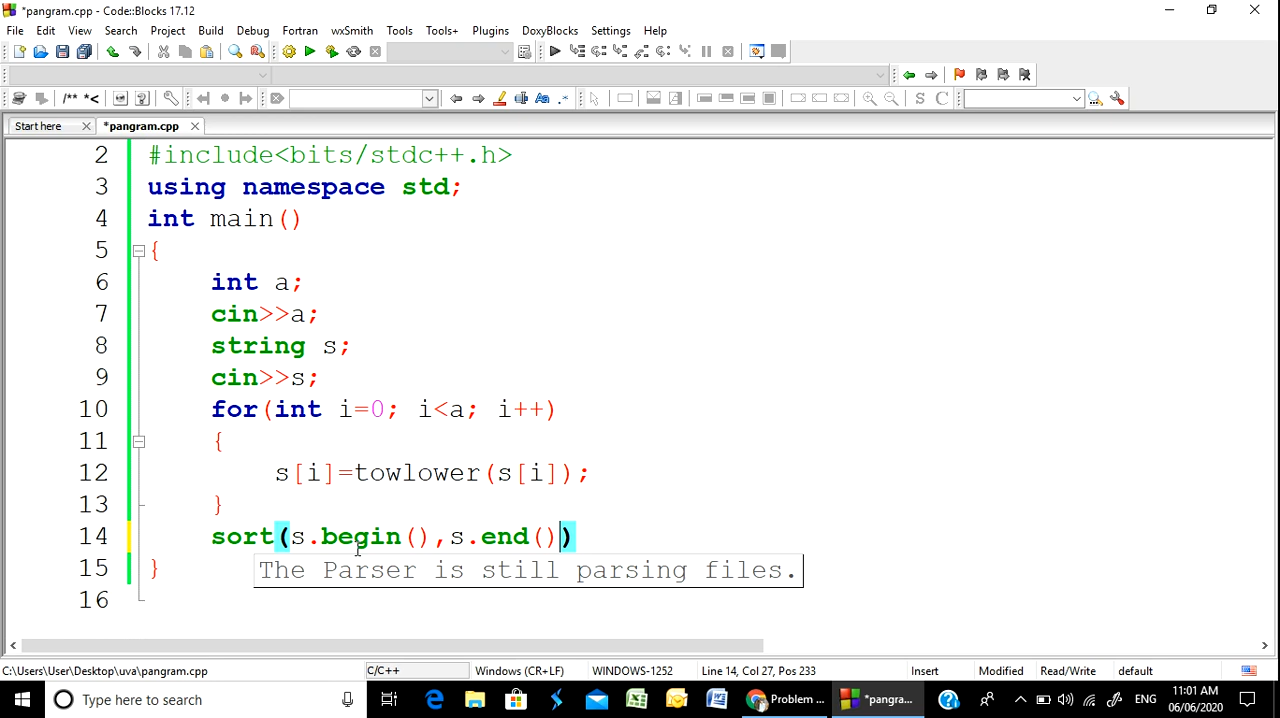 *pangram.cpp - Code::Blocks 17.12
File Edit View Search Project Build Debug Fortran wxSmith Tools Tools+ Plugins DoxyBlocks Settings Help
/** *<
S C
Start here *pangram.cpp
2 #include<bits/stdc++.h>
3 using namespace std;
4 int main()
5 {
6 int a;
7 cin>>a;
8 string s;
9 cin>>s;
10 for(int i=0; i<a; i++)
11 {
12 s[i]=towlower(s[i]);
13 }
14 sort(s.begin(),s.end())
The Parser is still parsing files.
15 }
16
C:\Users\User\Desktop\uva\pangram.cpp C/C++ Windows (CR+LF) WINDOWS-1252 Line 14, Col 27, Pos 233 Insert Modified Read/Write default
Type here to search Problem ... *pangra... ENG 11:01 AM
06/06/2020